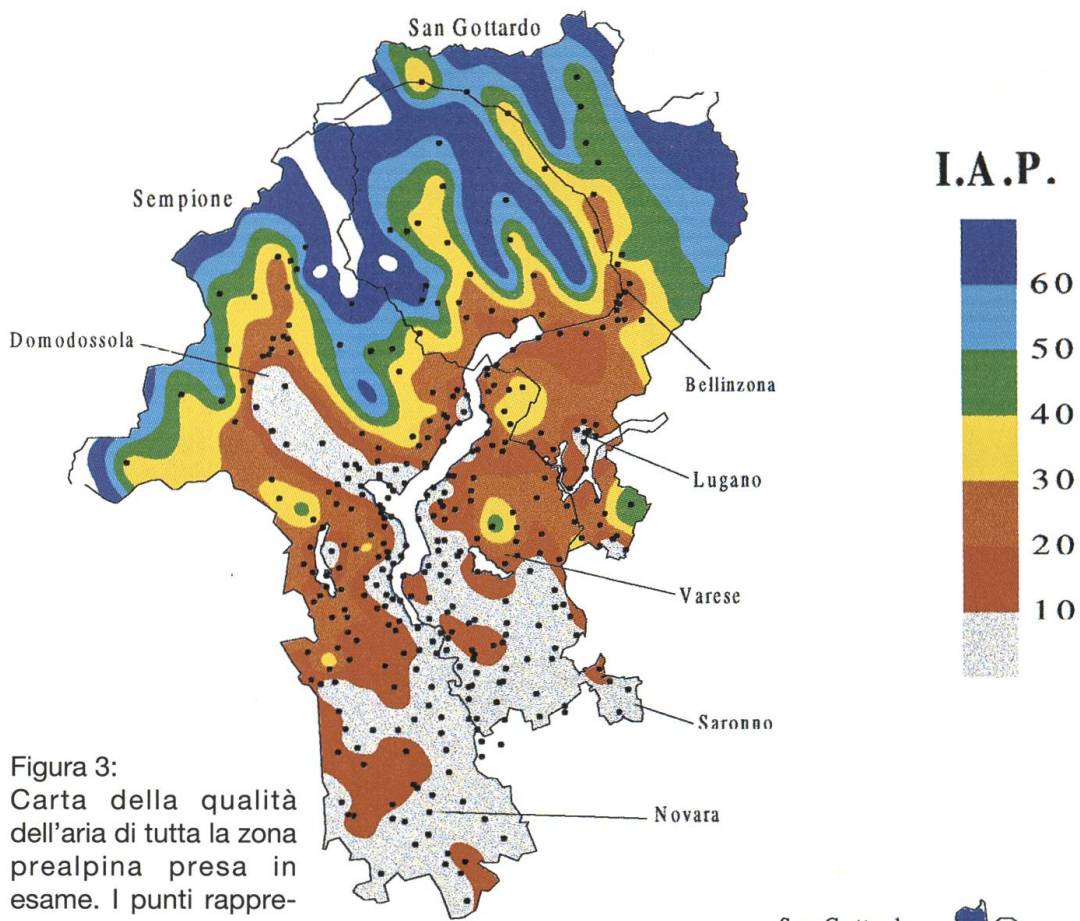 San Gottardo
I.A.P.
Sempione
60
50
Domodossola
Bellinzona
40
Lugano
30
20
Varese
10
Saronno
Figura 3:
Carta della qualità
dell'aria di tutta la zona
prealpina presa in
esame. I punti rappre-
Novara